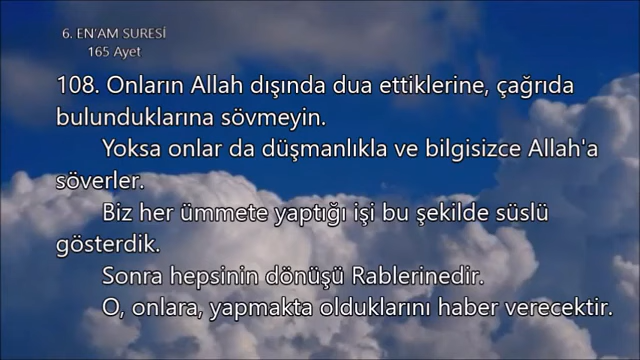 6. EN'AM SURESİ
165 Ayet
108. Onların Allah dışında dua ettiklerine, çağrıda
bulunduklarına sövmeyin.
Yoksa onlar da düşmanlıkla ve bilgisizce Allah'a
söverler.
Biz her ümmete yaptığı işi bu şekilde süslü
gösterdik.
Sonra hepsinin dönüşü Rablerinedir.
O, onlara, yapmakta olduklarını haber verecektir.